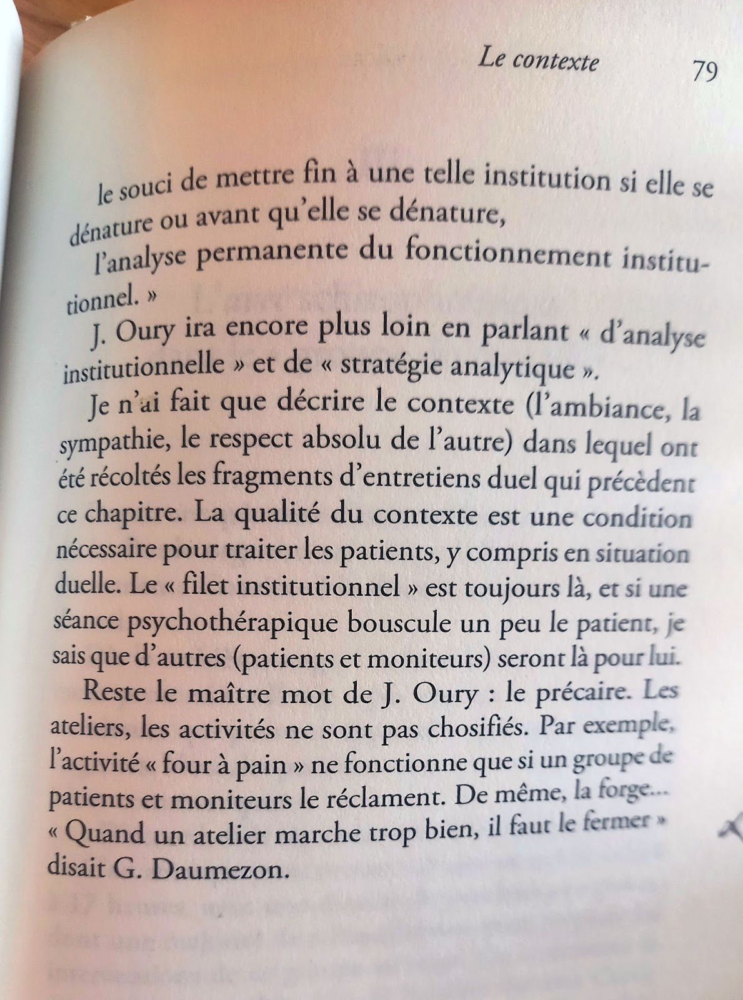 Le contexte 79
le souci de mettre fin à une telle institution si elle se
dénature ou avant qu'elle se dénature,
l'analyse permanente du fonctionnement institu-
tionnel. »
J. Oury ira encore plus loin en parlant « d'analyse
institutionnelle » et de « stratégie analytique ».
Je n'ai fait que décrire le contexte (l'ambiance, la
sympathie, le respect absolu de l'autre) dans lequel ont
été récoltés les fragments d'entretiens duel qui précèdent
ce chapitre. La qualité du contexte est une condition
nécessaire pour traiter les patients, y compris en situation
duelle. Le « filet institutionnel » est toujours là, et si une
séance psychothérapique bouscule un peu le patient, je
sais que d'autres (patients et moniteurs) seront là pour lui.
Reste le maître mot de J. Oury : le précaire. Les
ateliers, les activités ne sont pas chosifiés. Par exemple,
l'activité « four à pain » ne fonctionne que si un groupe de
patients et moniteurs le réclament. De même, la forge...
« Quand un atelier marche trop bien, il faut le fermer »
disait G. Daumezon.